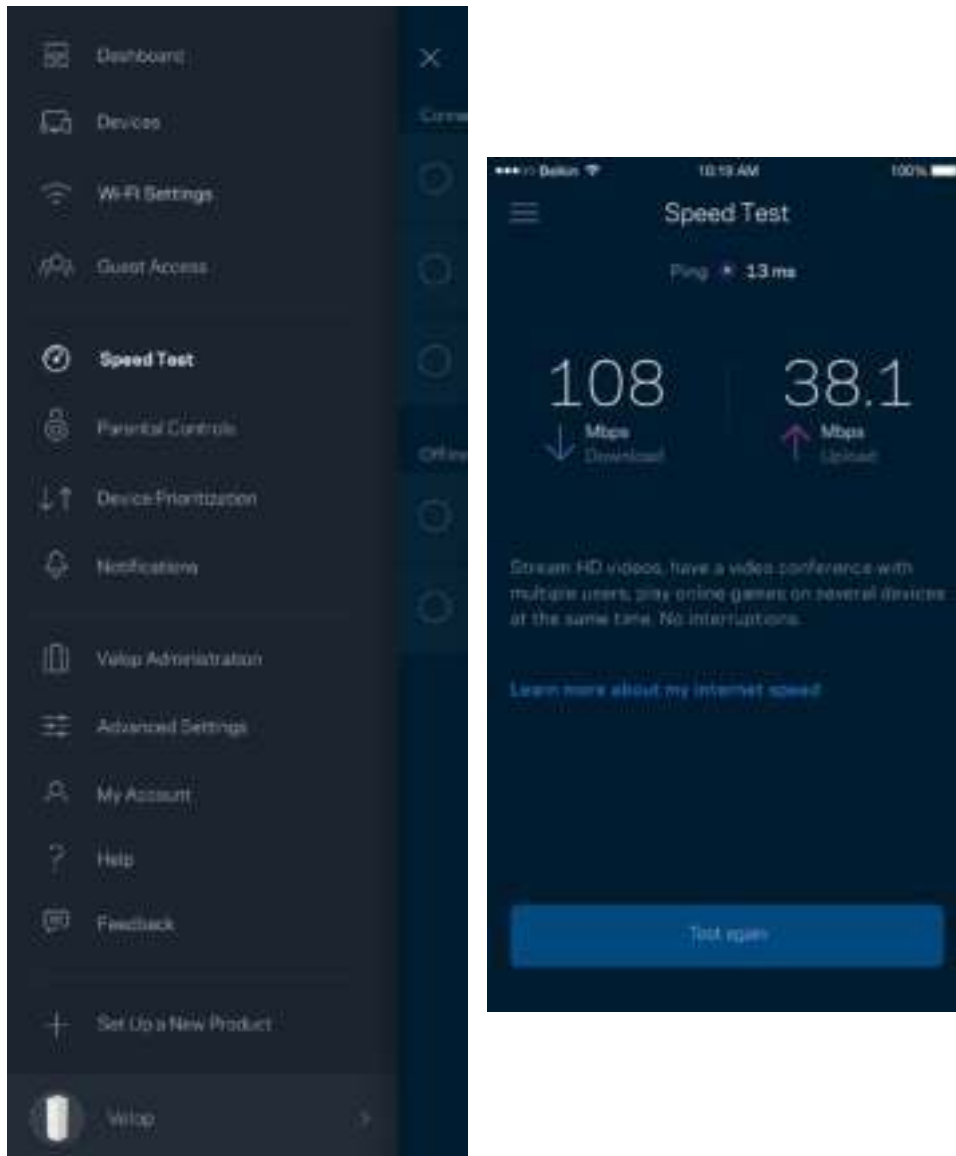 Dashboard
Devices
Wi-Fi Settings
Guest Access
Speed Test
Parental Controls
Device Prioritization
Notifications
Velop Administration
Advanced Settings
My Account
Help
Feedback
Set Up a New Product
Velop
Conne
Offline
Belkin
10:19 AM
100%
Speed Test
Ping 13 ms
108
Mbps
Download
38.1
Mbps
Upload
Stream HD videos, have a video conference with
multiple users, play online games on several devices
at the same time. No interruptions.
Learn more about my internet speed
Test again